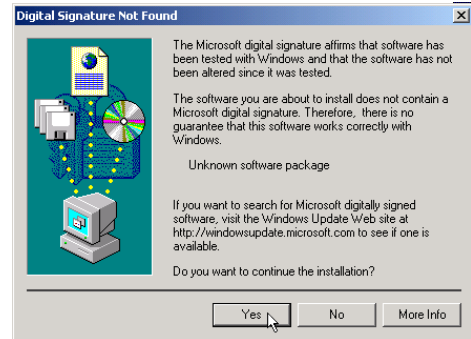 Digital Signature Not Found
The Microsoft digital signature affirms that software has
been tested with Windows and that the software has not
been altered since it was tested.
The software you are about to install does not contain a
Microsoft digital signature. Therefore,  there is no
guarantee that this software works correctly with
Windows.
Unknown software package
If you want to search for Microsoft digitally signed
software, visit the Windows Update Web site at
http://windowsupdate.microsoft.com to see if one is
available.
Do you want to continue the installation?
Yes
No
More Info